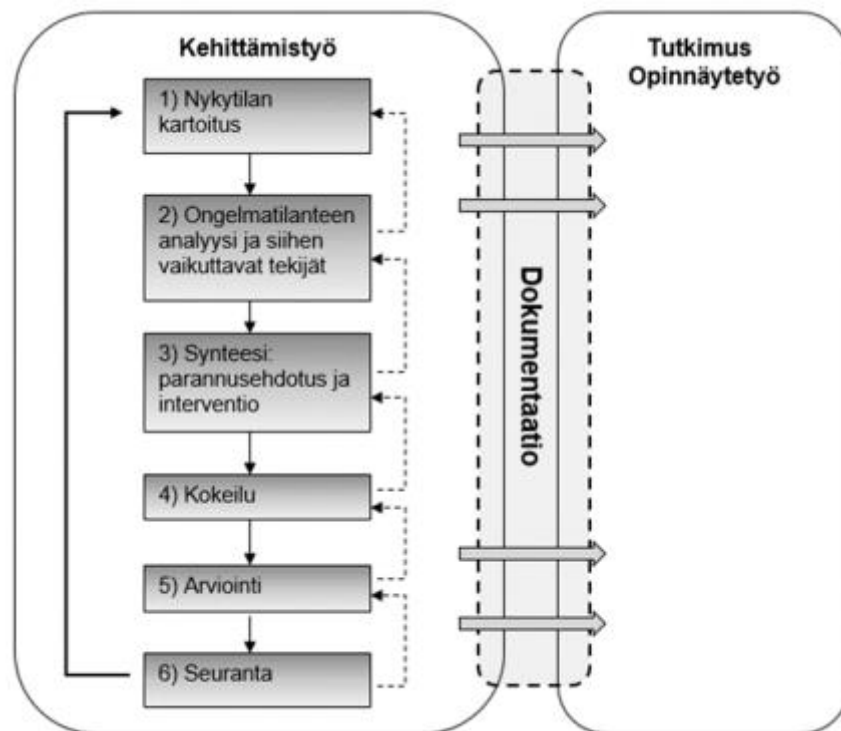 Kehittämistyö
1) Nykytilan
kartoitus
2) Ongelmatilanteen
analyysi ja siihen
vaikuttavat tekijät
3) Synteesi:
parannusehdotus ja
interventio
4) Kokeilu
5) Arviointi
6) Seuranta
Dokumentaatio
Tutkimus
Opinnäytetyö